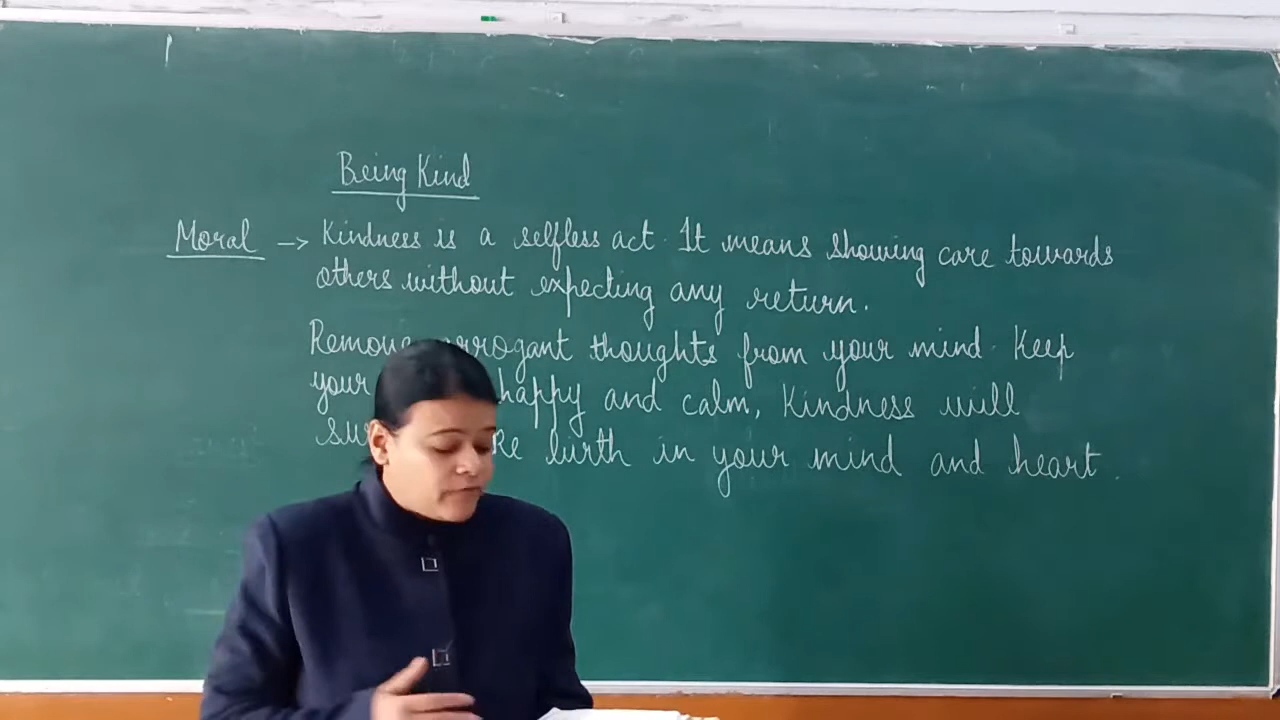 Being Kind
Moral → Kindness is a selfless act. It means showing care towards
others without expecting any return.
Remove arrogant thoughts from your mind. Keep
your happy and calm, Kindness will
birth in your mind and heart.